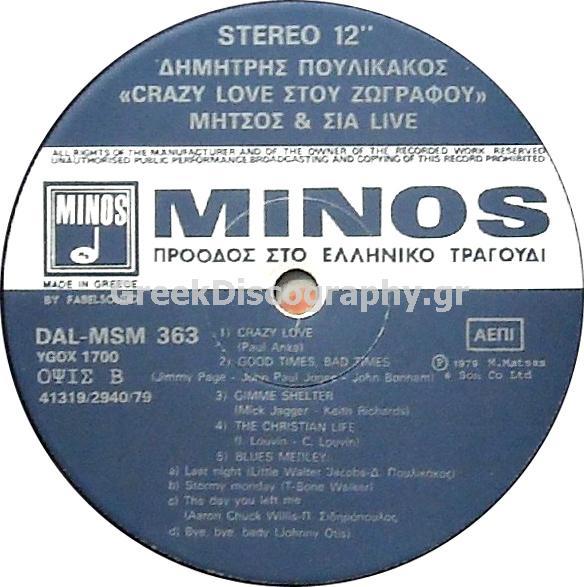 STEREO 12''
ΔΗΜΗΤΡΗΣ ΠΟΥΛΙΚΑΚΟΣ
«CRAZY LOVE ΣΤΟΥ ΖΩΓΡΑΦΟΥ»
ΜΗΤΣΟΣ & ΣΙΑ LIVE
ALL RIGHTS OF THE MANUFACTURER AND OF THE OWNER OF THE RECORDED WORK RESERVED
UNAUTHORISED PUBLIC PERFORMANCE, BROADCASTING AND COPYING OF THIS RECORD PROHIBITED
MINOS
MINOS
ΠΡΟΟΔΟΣ ΣΤΟ ΕΛΛΗΝΙΚΟ ΤΡΑΓΟΥΔΙ
MADE IN GREECE
BY FABELSOUND
GreekDiscography.gr
DAL-MSM 363
YGOX 1700
ΟΨΙΣ Β
41319/2940/79
1) CRAZY LOVE
(Paul Anka)
2) GOOD TIMES, BAD TIMES
(Jimmy Page - John Paul Jones - John Bonham)
3) GIMME SHELTER
(Mick Jagger - Keith Richards)
4) THE CHRISTIAN LIFE
(I. Louvin - C. Louvin)
5) BLUES MEDLEY:
a) Last night (Little Walter Jacobs-Δ. Πουλικακος)
b) Stormy monday (T-Bone Walker)
c) The day you left me
(Aaron Chuck Willis-Π. Σιδηρόπουλος
d) Bye, bye, baby (Johnny Otis)
ΑΕΠΙ
℗ 1979 M.Matsas
& Son Co Ltd